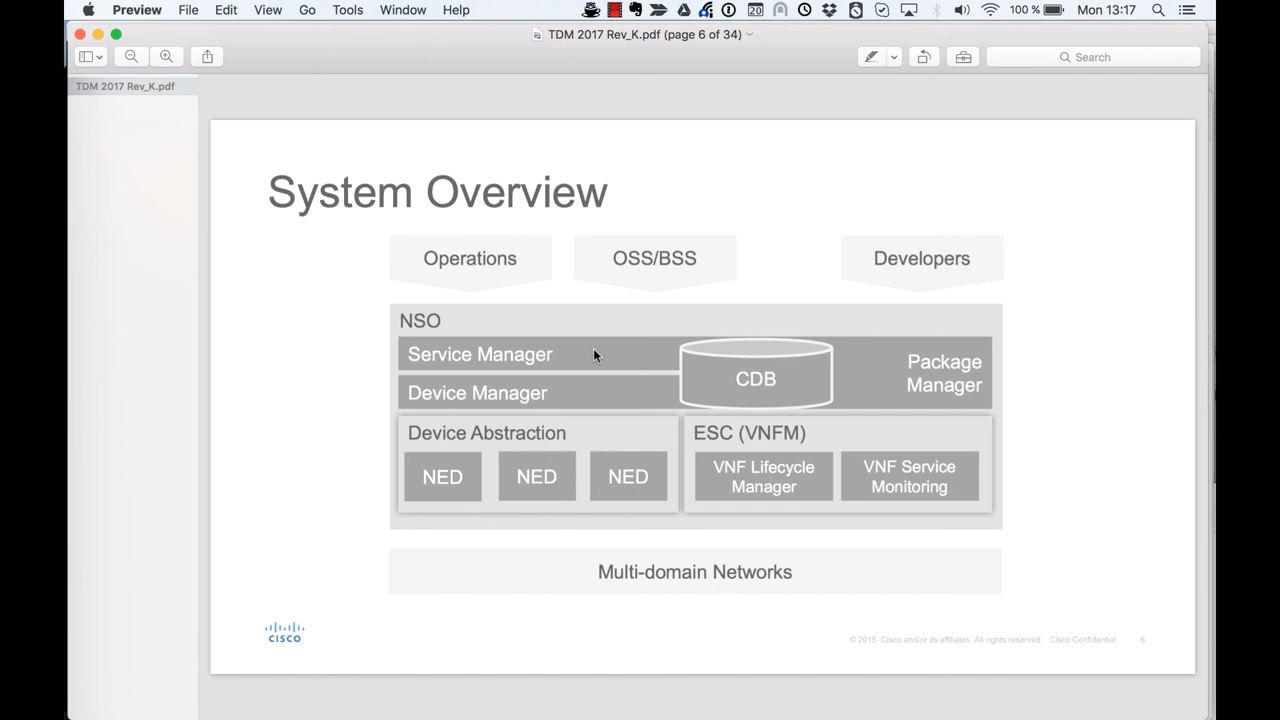 Preview File Edit View Go Tools Window Help 20 100 % Mon 13:17
TDM 2017 Rev_K.pdf (page 6 of 34)
Search
TDM 2017 Rev_K.pdf
System Overview
Operations OSS/BSS Developers
NSO
Service Manager
Device Manager
CDB
Package
Manager
Device Abstraction
NED NED NED
ESC (VNFM)
VNF Lifecycle
Manager
VNF Service
Monitoring
Multi-domain Networks
CISCO
© 2015 Cisco and/or its affiliates. All rights reserved. Cisco Confidential 6